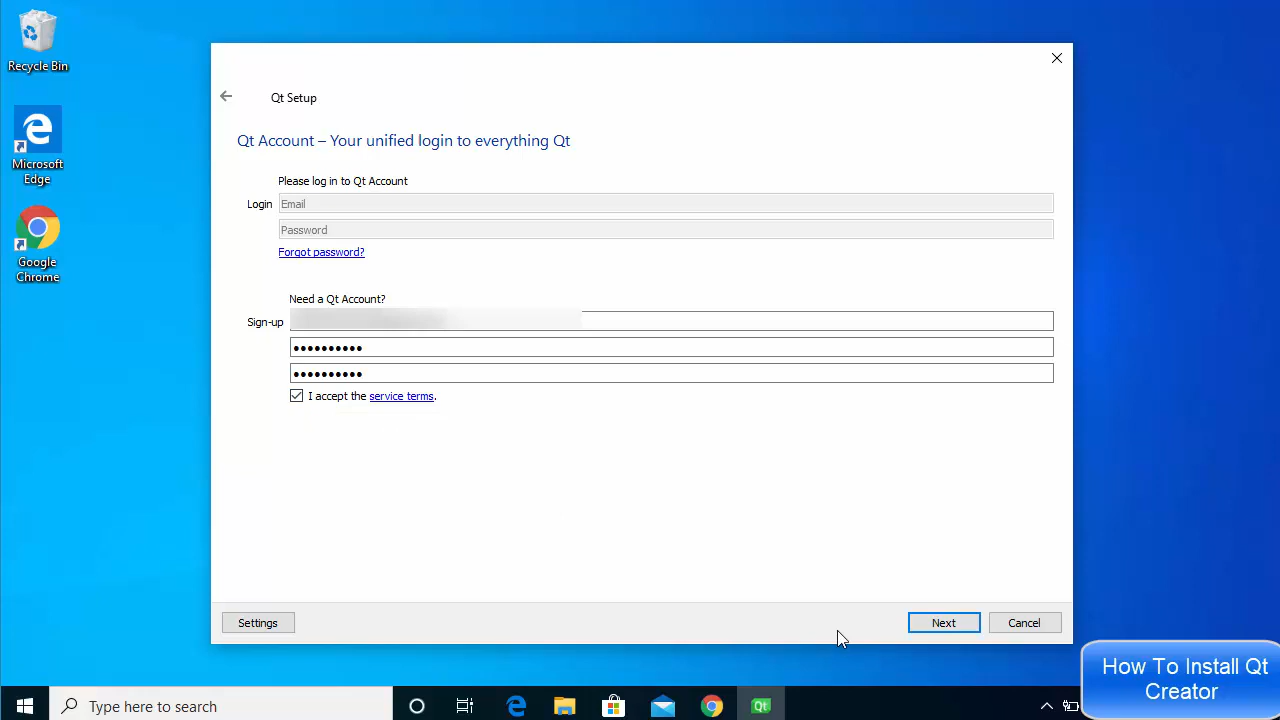 Recycle Bin
Microsoft
Edge
Google
Chrome
Qt Setup
Qt Account – Your unified login to everything Qt
Please log in to Qt Account
Login
Email
Password
Forgot password?
Need a Qt Account?
Sign-up
●●●●●●●●●●
●●●●●●●●●●
I accept the service terms.
Settings
Next
Cancel
Type here to search
Qt
How To Install Qt
Creator